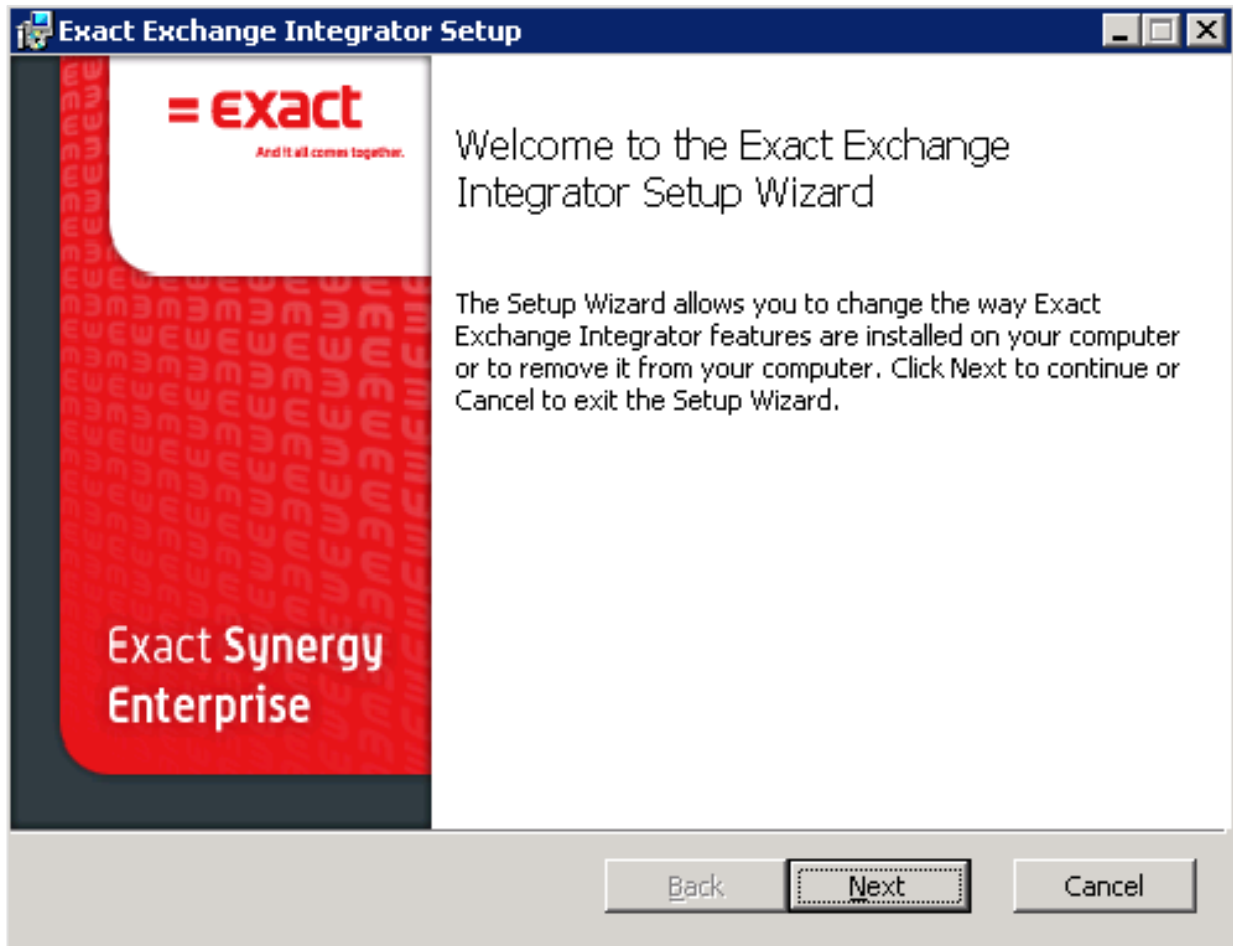 Exact Exchange Integrator Setup
= exact
And it all comes together.
Welcome to the Exact Exchange
Integrator Setup Wizard
The Setup Wizard allows you to change the way Exact
Exchange Integrator features are installed on your computer
or to remove it from your computer. Click Next to continue or
Cancel to exit the Setup Wizard.
Exact Synergy
Enterprise
Back
Next
Cancel